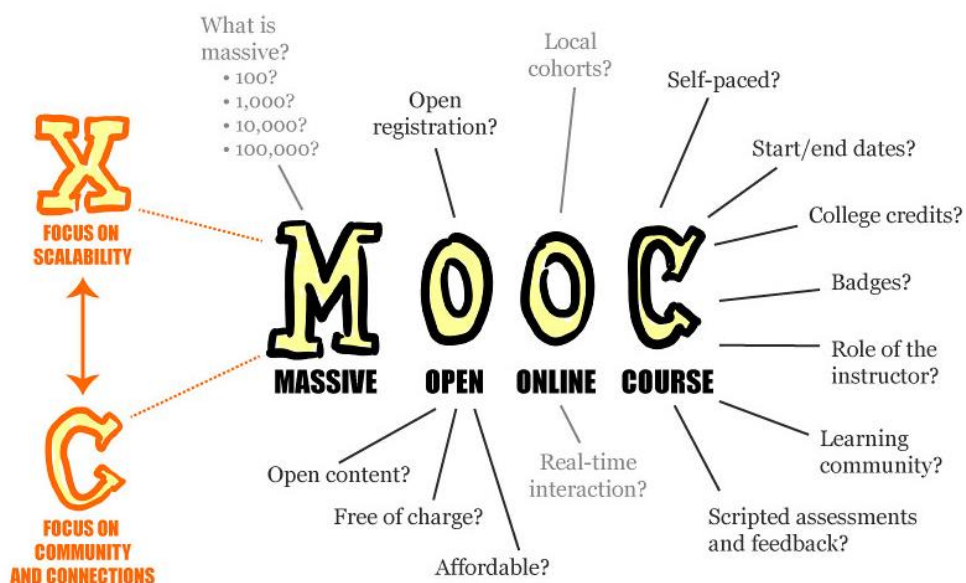 What is
massive?
• 100?
• 1,000?
• 10,000?
• 100,000?
Open
registration?
Local
cohorts?
Self-paced?
Start/end dates?
College credits?
Badges?
Role of the
instructor?
Learning
community?
Scripted assessments
and feedback?
X
FOCUS ON
SCALABILITY
C
FOCUS ON
COMMUNITY
AND CONNECTIONS
MOOC
MASSIVE OPEN ONLINE COURSE
Open content?
Free of charge?
Affordable?
Real-time
interaction?